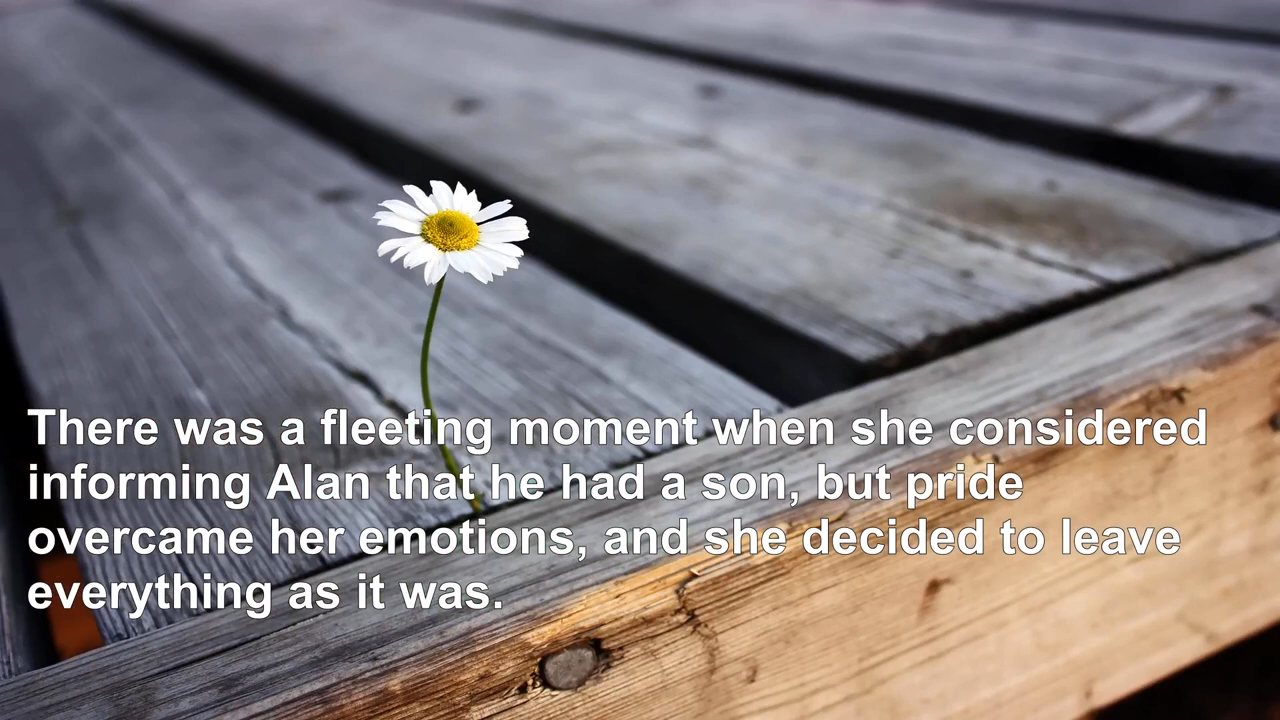 There was a fleeting moment when she considered
informing Alan that he had a son, but pride
overcame her emotions, and she decided to leave
everything as it was.